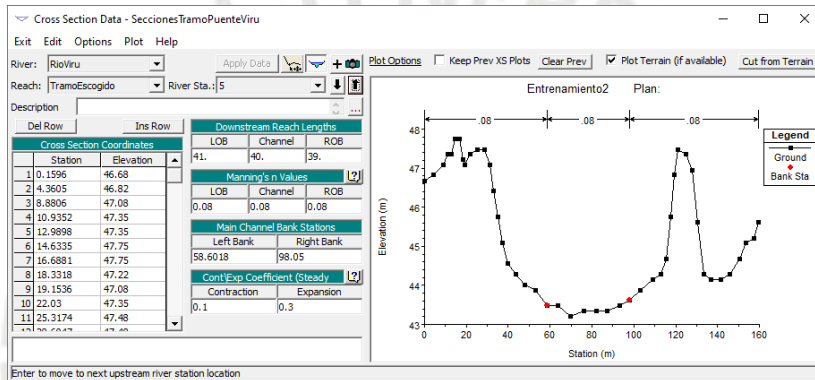 Cross Section Data - SeccionesTramoPuenteViru
Exit Edit Options Plot Help
River: RioViru Apply Data
Reach: TramoEscogido River Sta.: 5
Description ...
Del Row Ins Row
Cross Section Coordinates
Station Elevation
1 0.1596 46.68
2 4.3605 46.82
3 8.8806 47.08
4 10.9352 47.35
5 12.9898 47.35
6 14.6335 47.75
7 16.6881 47.75
8 18.3318 47.22
9 19.1536 47.08
10 22.03 47.35
11 25.3174 47.48
Downstream Reach Lengths
LOB Channel ROB
41. 40. 39.
Manning's n Values
LOB Channel ROB
0.08 0.08 0.08
Main Channel Bank Stations
Left Bank Right Bank
58.6018 98.05
Cont\Exp Coefficient (Steady
Contraction Expansion
0.1 0.3
Plot Options Keep Prev XS Plots Clear Prev Plot Terrain (if available) Cut from Terrain
Entrenamiento2 Plan:
.08 .08 .08
Legend
Ground
Bank Sta
Elevation (m)
48
47
46
45
44
43
0 20 40 60 80 100 120 140 160
Station (m)
Enter to move to next upstream river station location